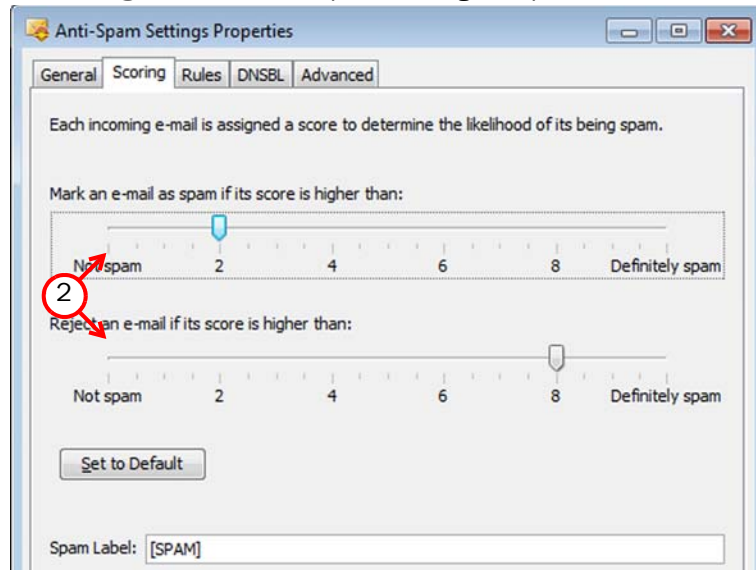 Anti-Spam Settings Properties
General Scoring Rules DNSBL Advanced
Each incoming e-mail is assigned a score to determine the likelihood of its being spam.
Mark an e-mail as spam if its score is higher than:
Not spam 2 4 6 8 Definitely spam
2
Reject an e-mail if its score is higher than:
Not spam 2 4 6 8 Definitely spam
Set to Default
Spam Label: [SPAM]